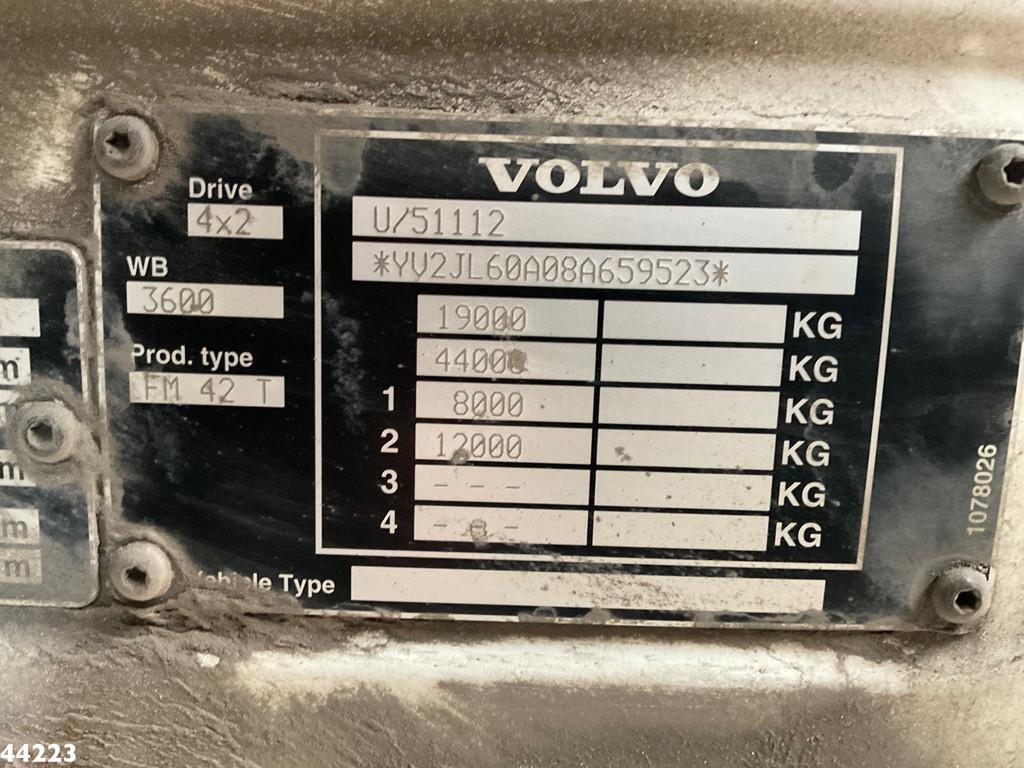 VOLVO
Drive
4x2
U/51112
*YV2JL60A08A659523*
WB
3600
19000 KG
44000 KG
Prod. type
FM 42 T
1 8000 KG
2 12000 KG
3 --- KG
4 --- KG
Vehicle Type
1078026
m
m
m
m
44223